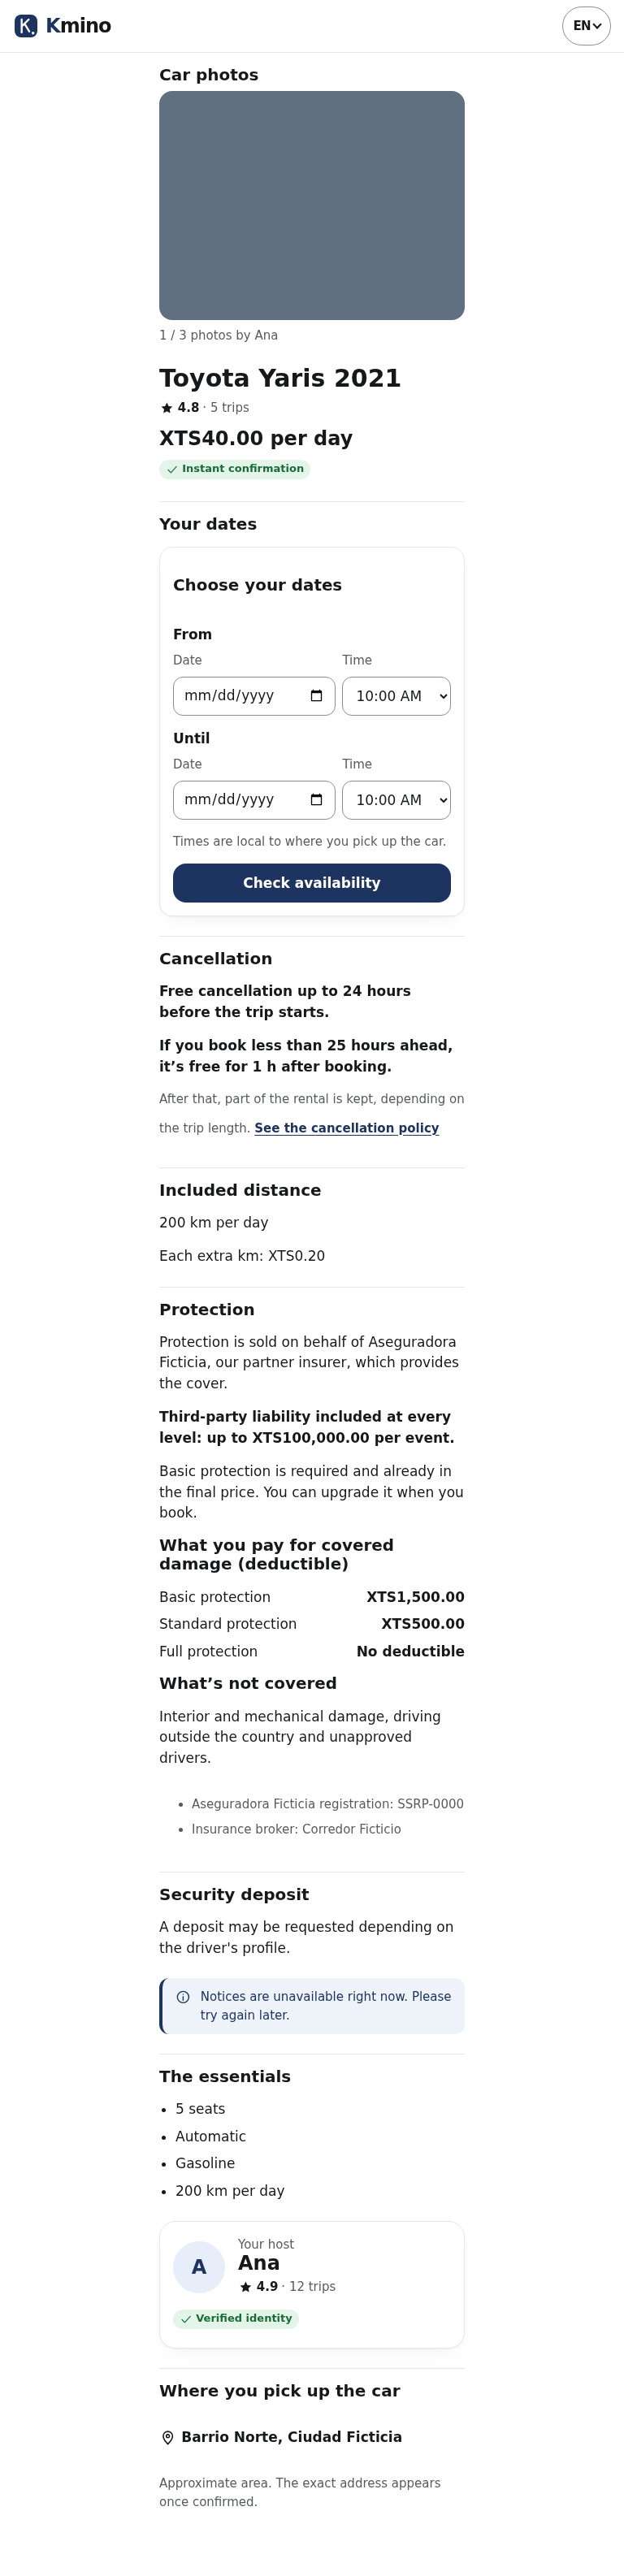 K Kmino
EN
Car photos
1 / 3 photos by Ana
Toyota Yaris 2021
4.8 · 5 trips
XTS40.00 per day
Instant confirmation
Your dates
Choose your dates
From
Date Time
mm/dd/yyyy 10:00 AM
Until
Date Time
mm/dd/yyyy 10:00 AM
Times are local to where you pick up the car.
Check availability
Cancellation
Free cancellation up to 24 hours
before the trip starts.
If you book less than 25 hours ahead,
it’s free for 1 h after booking.
After that, part of the rental is kept, depending on
the trip length. See the cancellation policy
Included distance
200 km per day
Each extra km: XTS0.20
Protection
Protection is sold on behalf of Aseguradora
Ficticia, our partner insurer, which provides
the cover.
Third-party liability included at every
level: up to XTS100,000.00 per event.
Basic protection is required and already in
the final price. You can upgrade it when you
book.
What you pay for covered
damage (deductible)
Basic protection XTS1,500.00
Standard protection XTS500.00
Full protection No deductible
What’s not covered
Interior and mechanical damage, driving
outside the country and unapproved
drivers.
• Aseguradora Ficticia registration: SSRP-0000
• Insurance broker: Corredor Ficticio
Security deposit
A deposit may be requested depending on
the driver's profile.
Notices are unavailable right now. Please
try again later.
The essentials
• 5 seats
• Automatic
• Gasoline
• 200 km per day
A
Your host
Ana
4.9 · 12 trips
Verified identity
Where you pick up the car
Barrio Norte, Ciudad Ficticia
Approximate area. The exact address appears
once confirmed.